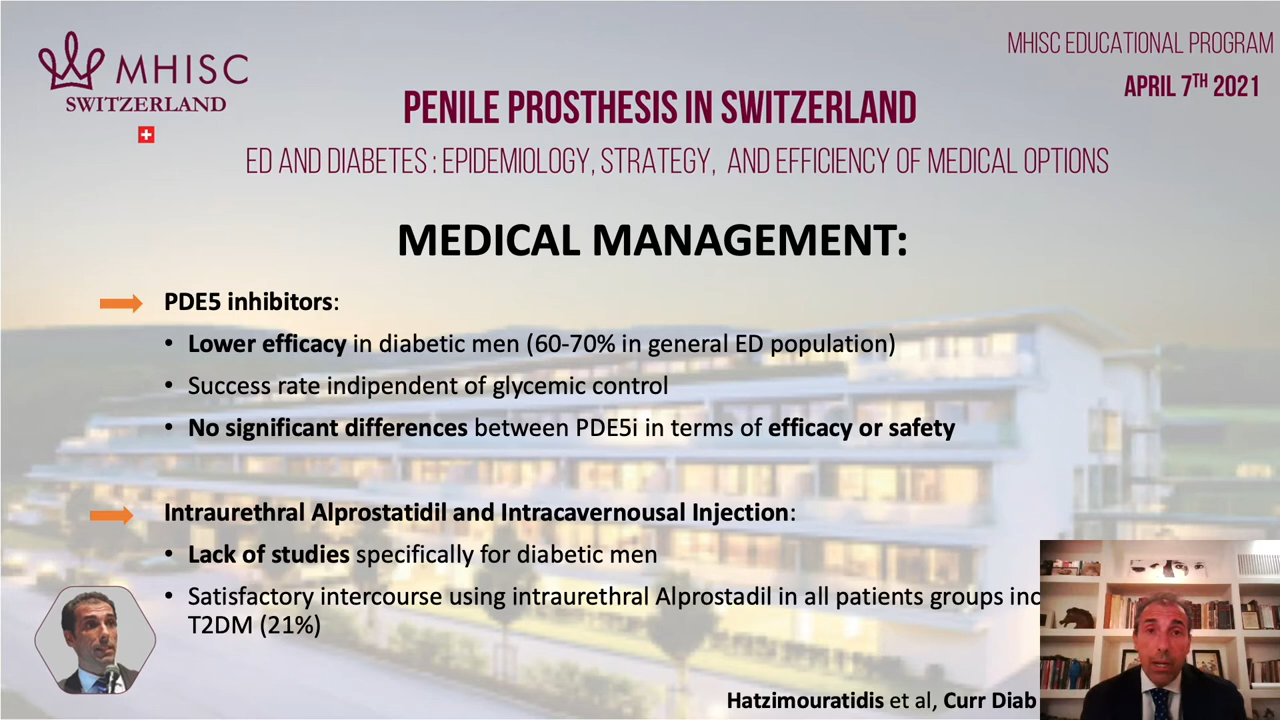 MHISC
SWITZERLAND
MHISC EDUCATIONAL PROGRAM
APRIL 7TH 2021
PENILE PROSTHESIS IN SWITZERLAND
ED AND DIABETES : EPIDEMIOLOGY, STRATEGY, AND EFFICIENCY OF MEDICAL OPTIONS
MEDICAL MANAGEMENT:
PDE5 inhibitors:
• Lower efficacy in diabetic men (60-70% in general ED population)
• Success rate indipendent of glycemic control
• No significant differences between PDE5i in terms of efficacy or safety
Intraurethral Alprostatidil and Intracavernousal Injection:
• Lack of studies specifically for diabetic men
• Satisfactory intercourse using intraurethral Alprostadil in all patients groups inc
T2DM (21%)
Hatzimouratidis et al, Curr Diab